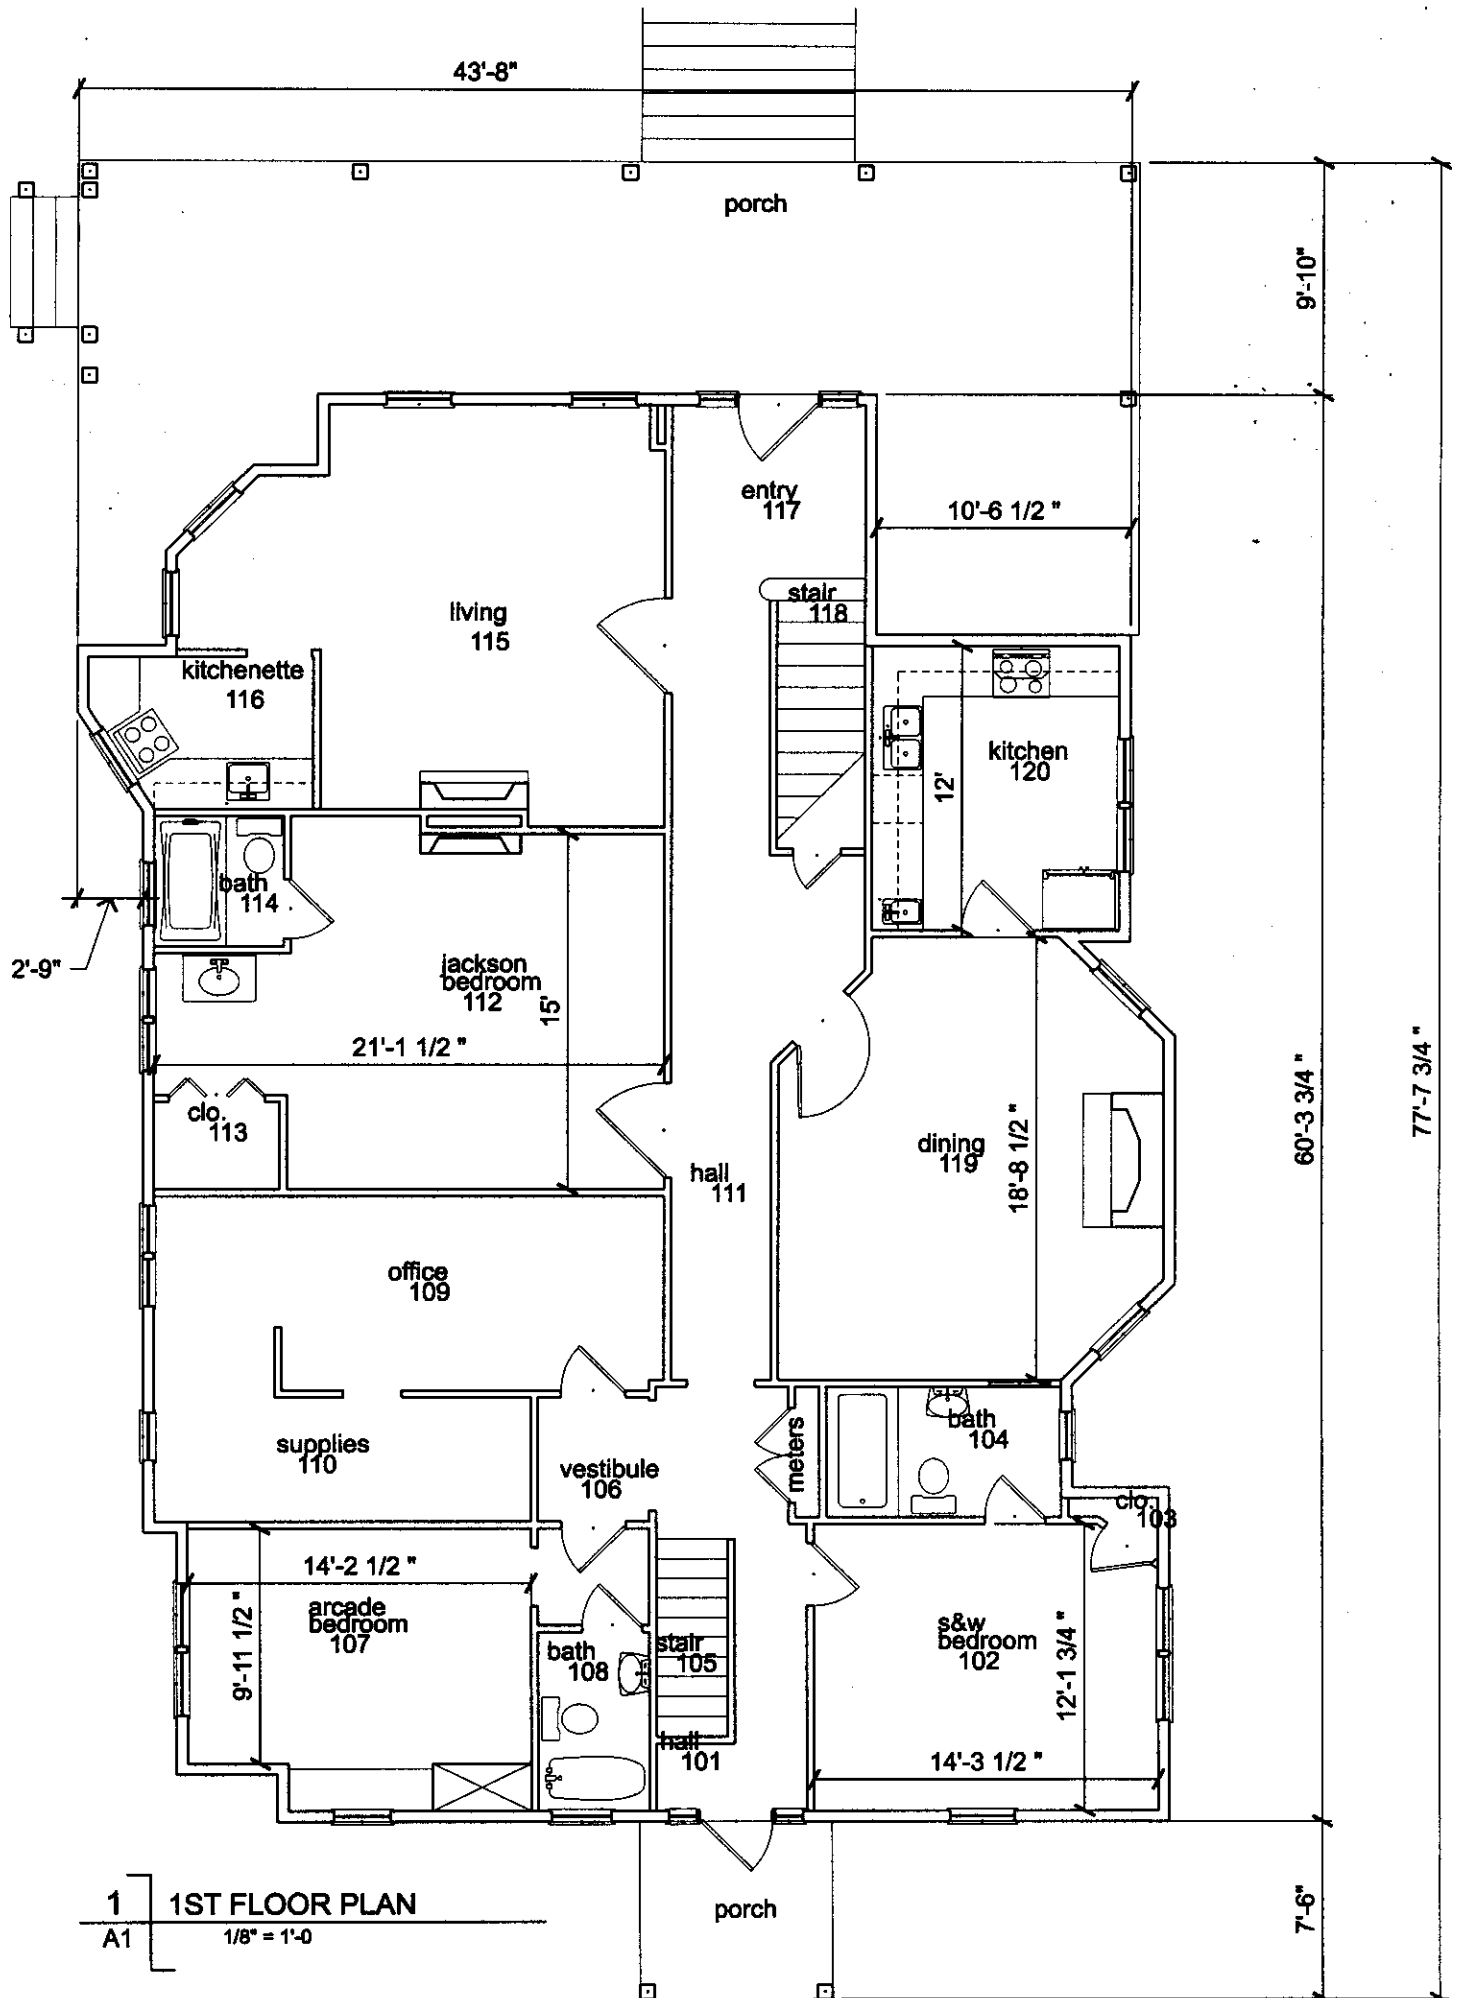 43'-8"
porch
9'-10"
entry
117
10'-6 1/2 "
stair
118
living
115
kitchenette
116
kitchen
120
12'
bath
114
2'-9"
jackson
bedroom
112
15'
21'-1 1/2 "
clo.
113
dining
119
18'-8 1/2 "
60'-3 3/4 "
77'-7 3/4 "
hall
111
office
109
supplies
110
vestibule
106
meters
bath
104
clo.
103
14'-2 1/2 "
arcade
bedroom
107
9'-11 1/2 "
bath
108
stair
105
s&w
bedroom
102
12'-1 3/4 "
hall
101
14'-3 1/2 "
porch
7'-6"
1
1ST FLOOR PLAN
A1
1/8" = 1'-0